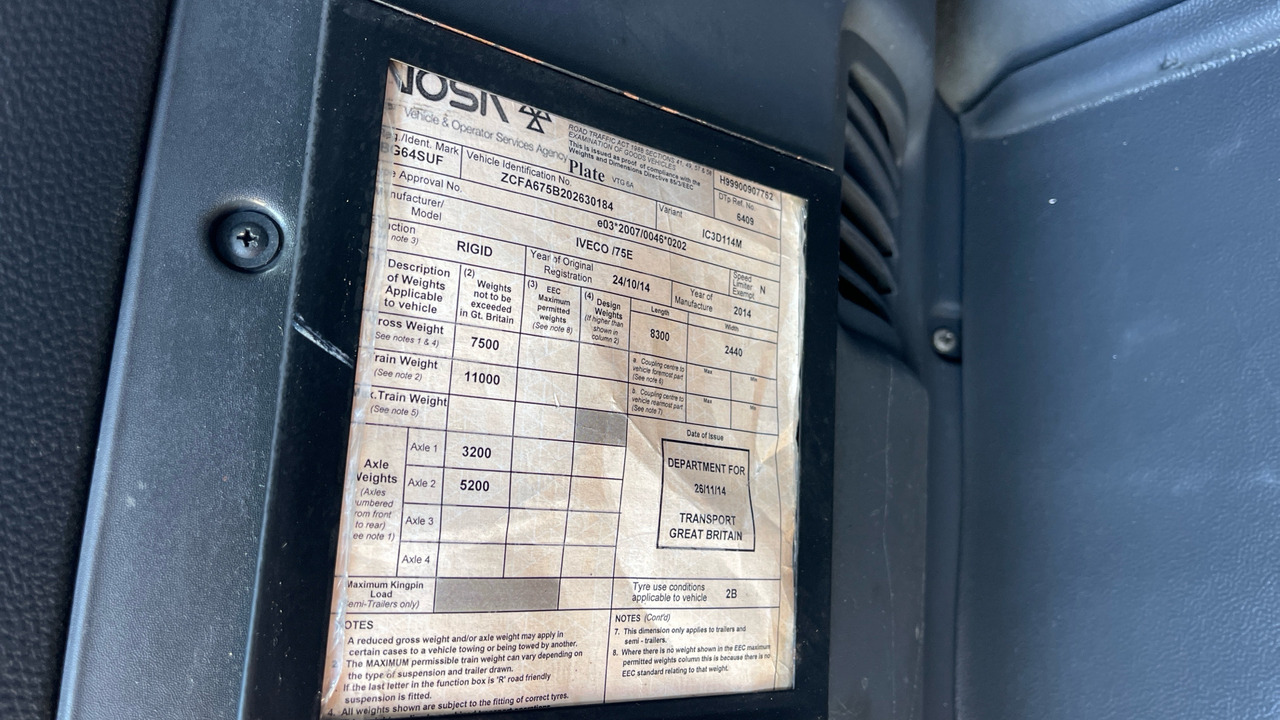 VOSA
Vehicle & Operator Services Agency
ROAD TRAFFIC ACT 1988 SECTIONS 41, 49, 57 & 58
EXAMINATION OF GOODS VEHICLES
This is issued as proof of compliance with the
Weights and Dimensions Directive 85/3/EEC
Plate VTG 6A
H99900907762
./Ident. Mark
G64SUF
Vehicle Identification No.
ZCFA675B202630184
DTp Ref. No.
6409
Approval No.
e03*2007/0046*0202
Variant
IC3D114M
nufacturer/
Model
IVECO /75E
nction
note 3)
RIGID
Year of Original
Registration
24/10/14
Year of
Manufacture
2014
Speed
Limiter
Exempt
N
Description
of Weights
Applicable
to vehicle
(2)
Weights
not to be
exceeded
in Gt. Britain
(3)
EEC
Maximum
permitted
weights
(See note 8)
(4)
Design
Weights
(If higher than
shown in
column 2)
Length
8300
Width
2440
ross Weight
See notes 1 & 4)
7500
a. Coupling centre to
vehicle foremost part
(See note 6)
Max
Min
rain Weight
(See note 2)
11000
b. Coupling centre to
vehicle rearmost part
(See note 7)
Max
Min
.Train Weight
(See note 5)
Date of Issue
DEPARTMENT FOR
26/11/14
TRANSPORT
GREAT BRITAIN
Axle
Weights
(Axles
umbered
rom front
to rear)
ee note 1)
Axle 1
3200
Axle 2
5200
Axle 3
Axle 4
Maximum Kingpin
Load
emi-Trailers only)
Tyre use conditions
applicable to vehicle
2B
OTES
A reduced gross weight and/or axle weight may apply in
certain cases to a vehicle towing or being towed by another.
The MAXIMUM permissible train weight can vary depending on
the type of suspension and trailer drawn.
If the last letter in the function box is 'R' road friendly
suspension is fitted.
4. All weights shown are subject to the fitting of correct tyres.
NOTES (Cont'd)
7. This dimension only applies to trailers and
semi - trailers.
8. Where there is no weight shown in the EEC maximum
permitted weights column this is because there is no
EEC standard relating to that weight.